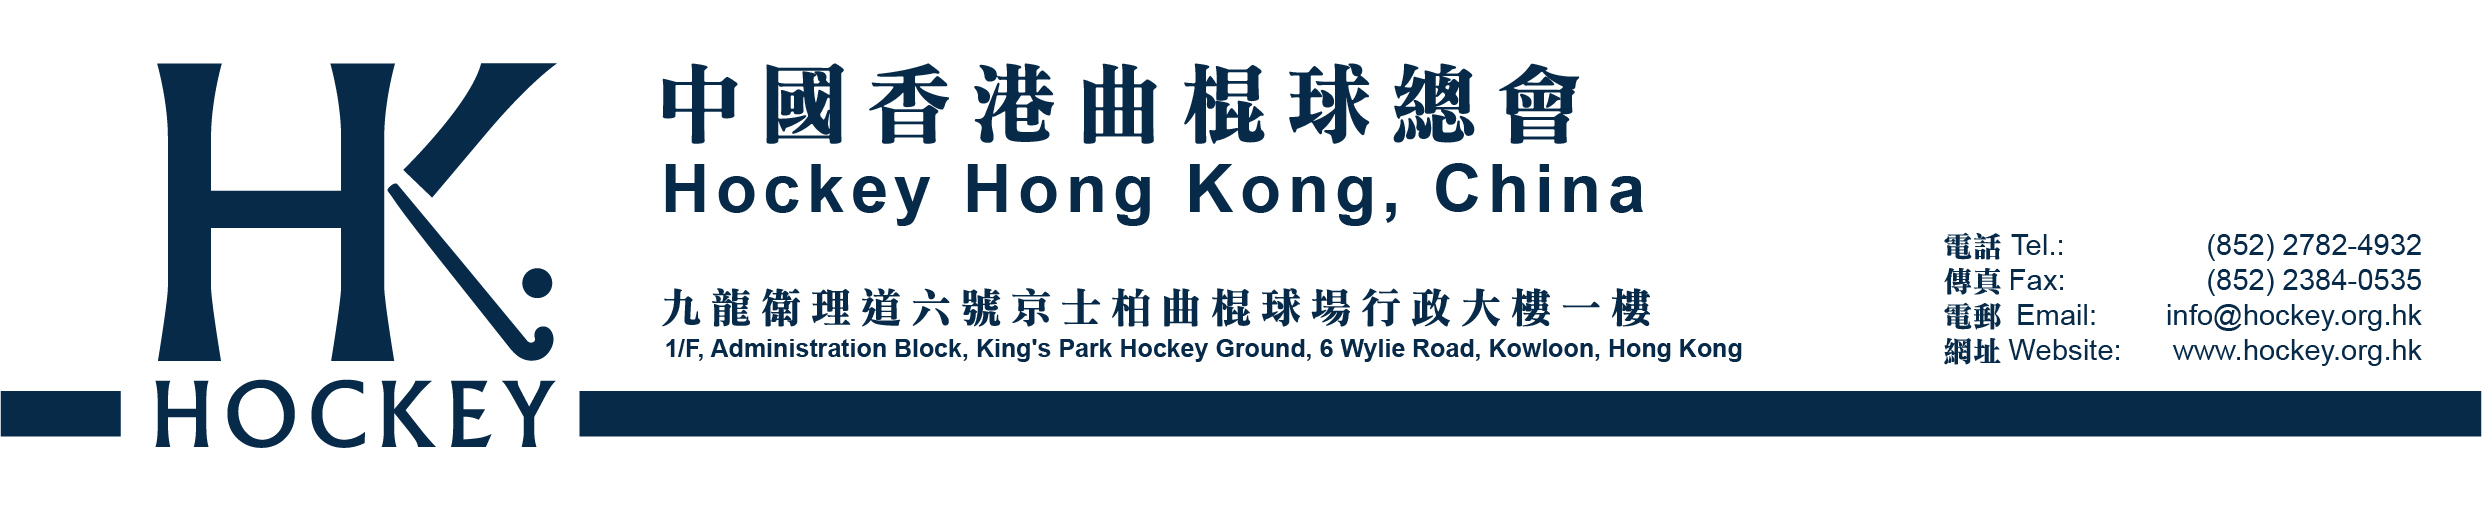 HK
HOCKEY
中國香港曲棍球總會
Hockey Hong Kong, China
九龍衛理道六號京士柏曲棍球場行政大樓一樓
1/F, Administration Block, King's Park Hockey Ground, 6 Wylie Road, Kowloon, Hong Kong
電話 Tel.: (852) 2782-4932
傳真 Fax: (852) 2384-0535
電郵 Email: info@hockey.org.hk
網址 Website: www.hockey.org.hk